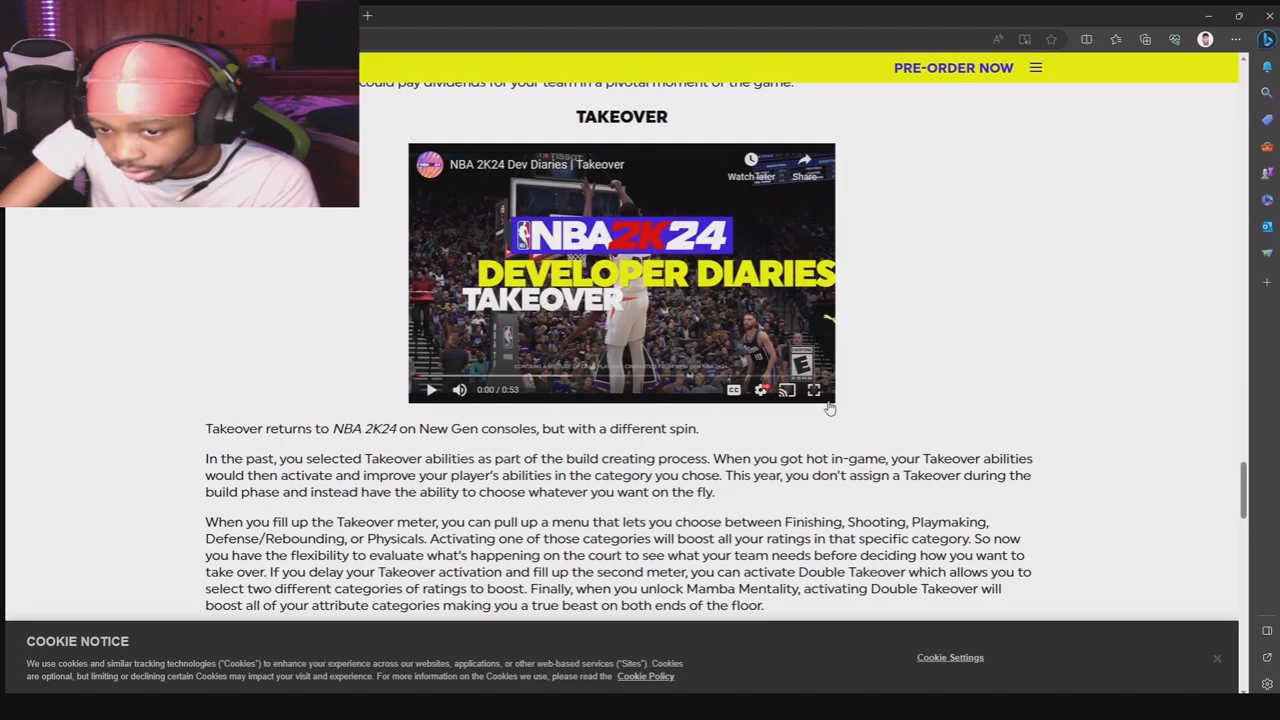 PRE-ORDER NOW
could pay dividends for your team in a pivotal moment of the game.
TAKEOVER
NBA 2K24 Dev Diaries | Takeover
Watch later
Share
TISSOT
NBA2K24
DEVELOPER DIARIES
TAKEOVER
EVERYONE
E
CONTAINS A MIXTURE OF GAMEPLAY AND CINEMATICS FROM NEW GEN NBA 2K24
0:00 / 0:53
CC
Takeover returns to NBA 2K24 on New Gen consoles, but with a different spin.
In the past, you selected Takeover abilities as part of the build creating process. When you got hot in-game, your Takeover abilities
would then activate and improve your player's abilities in the category you chose. This year, you don't assign a Takeover during the
build phase and instead have the ability to choose whatever you want on the fly.
When you fill up the Takeover meter, you can pull up a menu that lets you choose between Finishing, Shooting, Playmaking,
Defense/Rebounding, or Physicals. Activating one of those categories will boost all your ratings in that specific category. So now
you have the flexibility to evaluate what's happening on the court to see what your team needs before deciding how you want to
take over. If you delay your Takeover activation and fill up the second meter, you can activate Double Takeover which allows you to
select two different categories of ratings to boost. Finally, when you unlock Mamba Mentality, activating Double Takeover will
boost all of your attribute categories making you a true beast on both ends of the floor.
COOKIE NOTICE
We use cookies and similar tracking technologies ("Cookies") to enhance your experience across our websites, applications, or other web-based services ("Sites"). Cookies
are optional, but limiting or declining certain Cookies may impact your visit and experience. For more information on the Cookies we use, please read the Cookie Policy
Cookie Settings